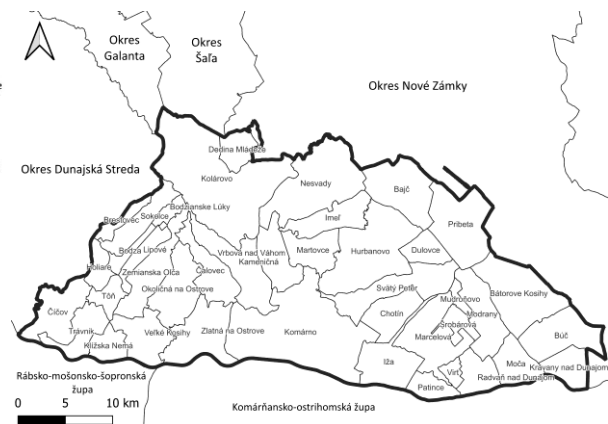 Okres
Galanta
Okres
Šaľa
Okres Nové Zámky
Okres Dunajská Streda
Dedina Mládeže
Kolárovo
Nesvady
Bajč
Bodzianske Lúky
Brestovec
Sokolce
Imeľ
Pribeta
Bodza
Lipové
Vrbová nad Váhom
Martovce
Hurbanovo
Dulovce
Holiare
Zemianska Olča
Čalovec
Kameničná
Tôň
Okoličná na Ostrove
Svätý Peter
Mudroňovo
Bátorove Kosihy
Čičov
Chotín
Modrany
Šrobárová
Trávnik
Veľké Kosihy
Zlatná na Ostrove
Komárno
Marcelová
Búč
Klížska Nemá
Iža
Virt
Moča
Kravany nad Dunajom
Radvaň nad Dunajom
Patince
Rábsko-mošonsko-šopronská
župa
0 5 10 km
Komárňansko-ostrihomská župa